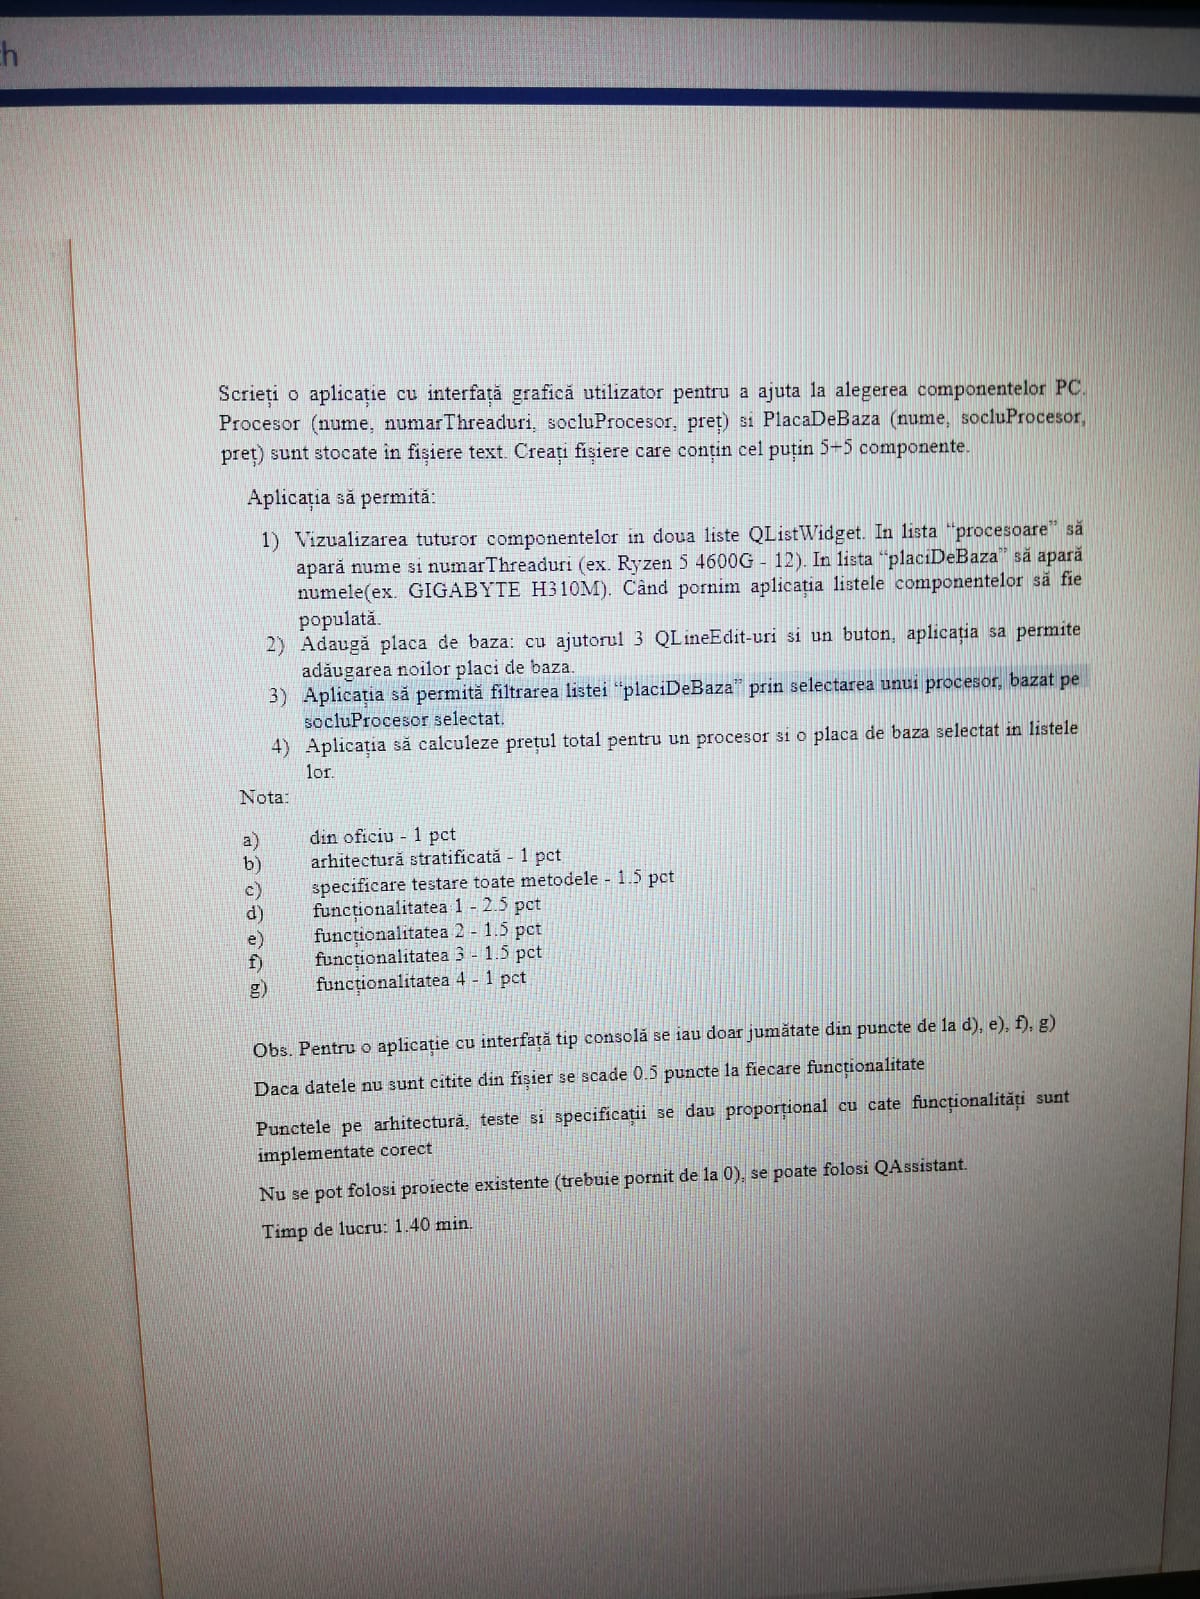 h
Scrieți o aplicație cu interfață grafică utilizator pentru a ajuta la alegerea componentelor PC.
Procesor (nume, numarThreaduri, socluProcesor, preț) si PlacaDeBaza (nume, socluProcesor,
preț) sunt stocate în fișiere text. Creați fișiere care conțin cel puțin 5+5 componente.
Aplicația să permită:
1) Vizualizarea tuturor componentelor in doua liste QListWidget. In lista “procesoare” să
apară nume si numarThreaduri (ex. Ryzen 5 4600G - 12). In lista “placiDeBaza” să apară
numele(ex. GIGABYTE H310M). Când pornim aplicația listele componentelor să fie
populată.
2) Adaugă placa de baza: cu ajutorul 3 QLineEdit-uri si un buton, aplicația sa permite
adăugarea noilor placi de baza.
3) Aplicația să permită filtrarea listei “placiDeBaza” prin selectarea unui procesor, bazat pe
socluProcesor selectat.
4) Aplicația să calculeze prețul total pentru un procesor si o placa de baza selectat in listele
lor.
Nota:
a) din oficiu - 1 pct
b) arhitectură stratificată - 1 pct
c) specificare testare toate metodele - 1.5 pct
d) funcționalitatea 1 - 2.5 pct
e) funcționalitatea 2 - 1.5 pct
f) funcționalitatea 3 - 1.5 pct
g) funcționalitatea 4 - 1 pct
Obs. Pentru o aplicație cu interfață tip consolă se iau doar jumătate din puncte de la d), e), f), g)
Daca datele nu sunt citite din fișier se scade 0.5 puncte la fiecare funcționalitate
Punctele pe arhitectură, teste si specificații se dau proporțional cu cate funcționalități sunt
implementate corect
Nu se pot folosi proiecte existente (trebuie pornit de la 0), se poate folosi QAssistant.
Timp de lucru: 1.40 min.